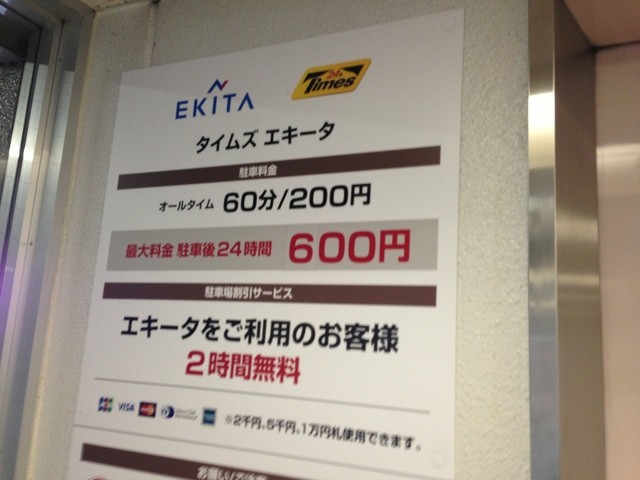 EKITA
24h Times
タイムズ エキータ
駐車料金
オールタイム 60分/200円
最大料金 駐車後24時間 600円
駐車場割引サービス
エキータをご利用のお客様
2時間無料
JCB VISA
※2千円、5千円、1万円札使用できます。